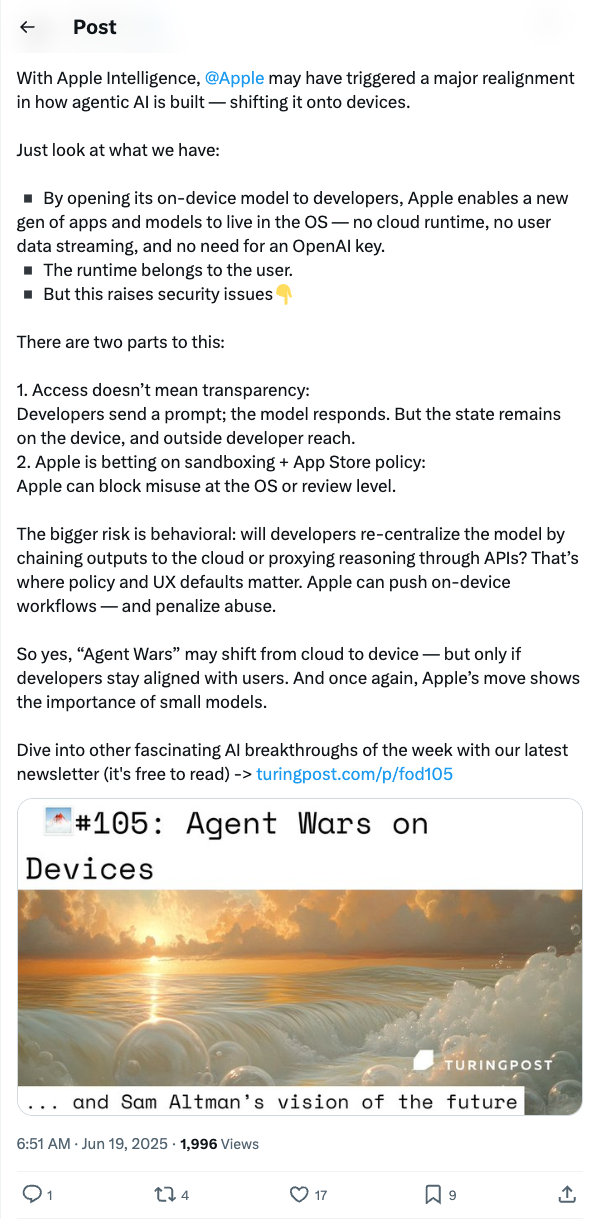 Post
With Apple Intelligence, @Apple may have triggered a major realignment
in how agentic AI is built — shifting it onto devices.
Just look at what we have:
▪️ By opening its on-device model to developers, Apple enables a new
gen of apps and models to live in the OS — no cloud runtime, no user
data streaming, and no need for an OpenAI key.
▪️ The runtime belongs to the user.
▪️ But this raises security issues👇
There are two parts to this:
1. Access doesn’t mean transparency:
Developers send a prompt; the model responds. But the state remains
on the device, and outside developer reach.
2. Apple is betting on sandboxing + App Store policy:
Apple can block misuse at the OS or review level.
The bigger risk is behavioral: will developers re-centralize the model by
chaining outputs to the cloud or proxying reasoning through APIs? That’s
where policy and UX defaults matter. Apple can push on-device
workflows — and penalize abuse.
So yes, “Agent Wars” may shift from cloud to device — but only if
developers stay aligned with users. And once again, Apple’s move shows
the importance of small models.
Dive into other fascinating AI breakthroughs of the week with our latest
newsletter (it's free to read) -> turingpost.com/p/fod105
#105: Agent Wars on
Devices
TURINGPOST
... and Sam Altman’s vision of the future
6:51 AM · Jun 19, 2025 · 1,996 Views
1 4 17 9